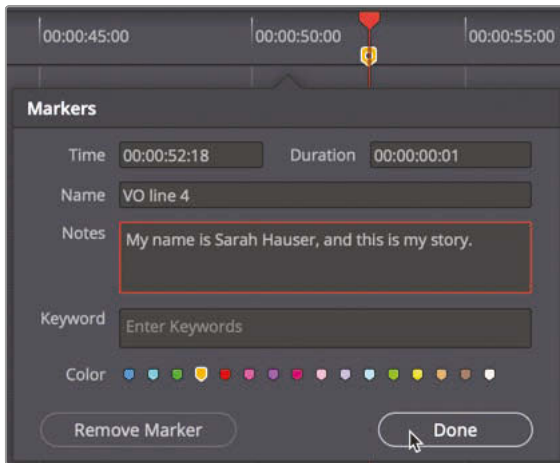 00:00:45:00 00:00:50:00 00:00:55:00
Markers
Time 00:00:52:18 Duration 00:00:00:01
Name VO line 4
Notes My name is Sarah Hauser, and this is my story.
Keyword Enter Keywords
Color
Remove Marker Done